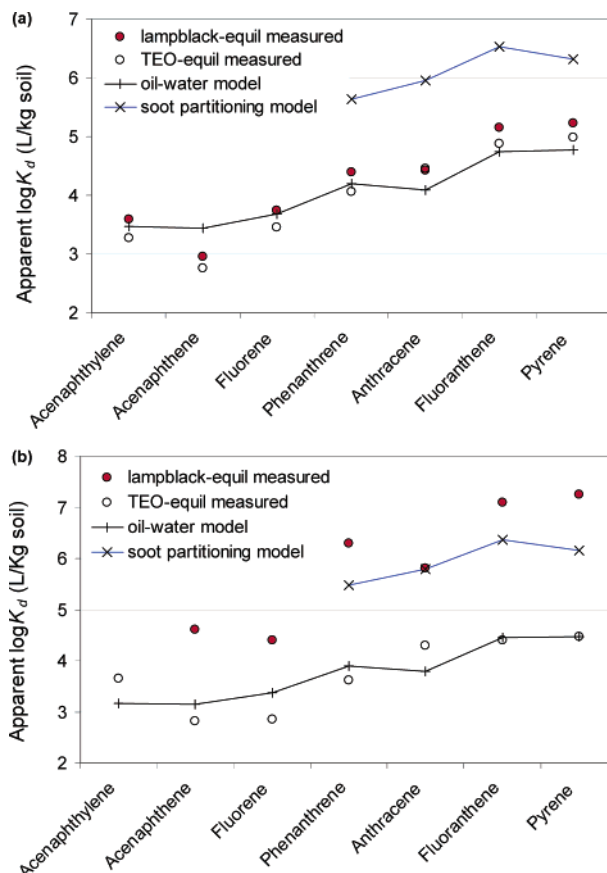 (a)
7
6
5
4
3
2
Apparent logK_d (L/kg soil)
lampblack-equil measured
TEO-equil measured
oil-water model
soot partitioning model
Acenaphthylene
Acenaphthene
Fluorene
Phenanthrene
Anthracene
Fluoranthene
Pyrene
(b)
8
7
6
5
4
3
2
Apparent logK_d (L/Kg soil)
lampblack-equil measured
TEO-equil measured
oil-water model
soot partitioning model
Acenaphthylene
Acenaphthene
Fluorene
Phenanthrene
Anthracene
Fluoranthene
Pyrene